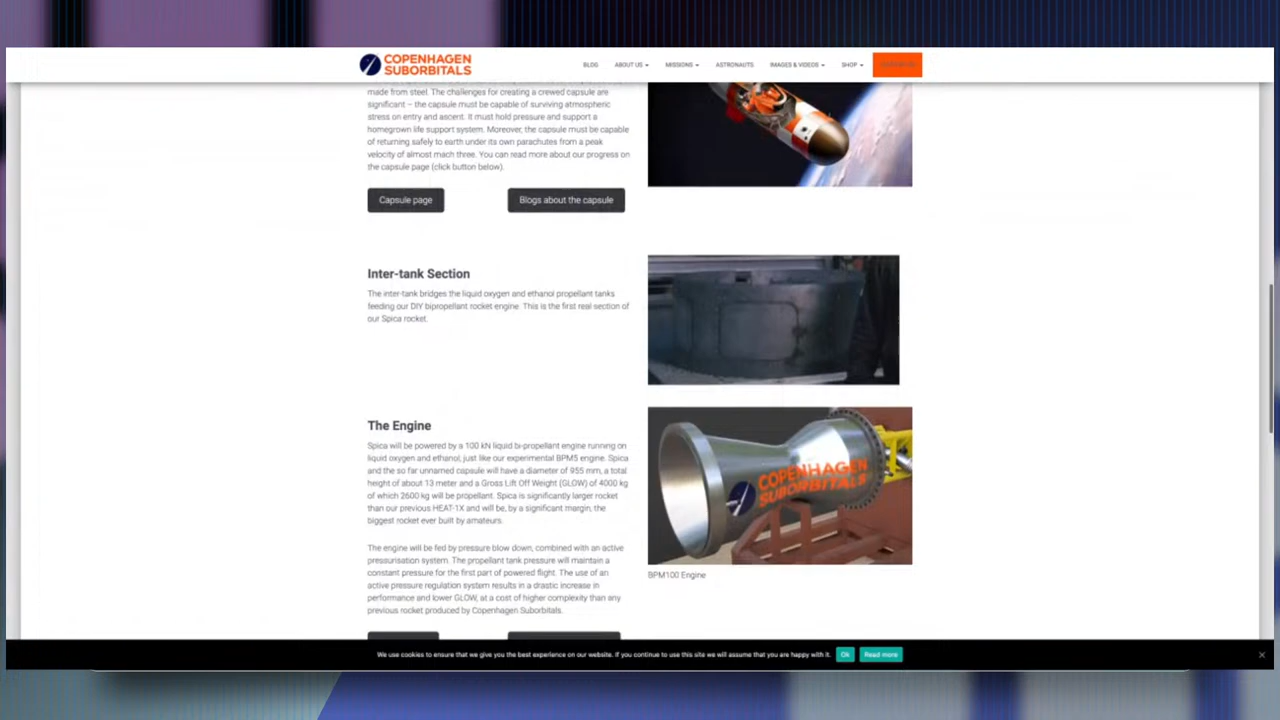 COPENHAGEN
SUBORBITALS
BLOG
ABOUT US
MISSIONS
ASTRONAUTS
IMAGES & VIDEOS
SHOP
made from steel. The challenges for creating a crewed capsule are
significant – the capsule must be capable of surviving atmospheric
stress on entry and ascent. It must hold pressure and support a
homegrown life support system. Moreover, the capsule must be capable
of returning safely to earth under its own parachutes from a peak
velocity of almost mach three. You can read more about our progress on
the capsule page (click button below).
Capsule page
Blogs about the capsule
Inter-tank Section
The inter-tank bridges the liquid oxygen and ethanol propellant tanks
feeding our DIY bipropellant rocket engine. This is the first real section of
our Spica rocket.
The Engine
Spica will be powered by a 100 kN liquid bi-propellant engine running on
liquid oxygen and ethanol, just like our experimental BPM5 engine. Spica
and the so far unnamed capsule will have a diameter of 955 mm, a total
height of about 13 meter and a Gross Lift Off Weight (GLOW) of 4000 kg
of which 2600 kg will be propellant. Spica is significantly larger rocket
than our previous HEAT-1X and will be, by a significant margin, the
biggest rocket ever built by amateurs.
The engine will be fed by pressure blow down, combined with an active
pressurisation system. The propellant tank pressure will maintain a
constant pressure for the first part of powered flight. The use of an
active pressure regulation system results in a drastic increase in
performance and lower GLOW, at a cost of higher complexity than any
previous rocket produced by Copenhagen Suborbitals.
COPENHAGEN
SUBORBITALS
BPM100 Engine
We use cookies to ensure that we give you the best experience on our website. If you continue to use this site we will assume that you are happy with it.
Ok
Read more